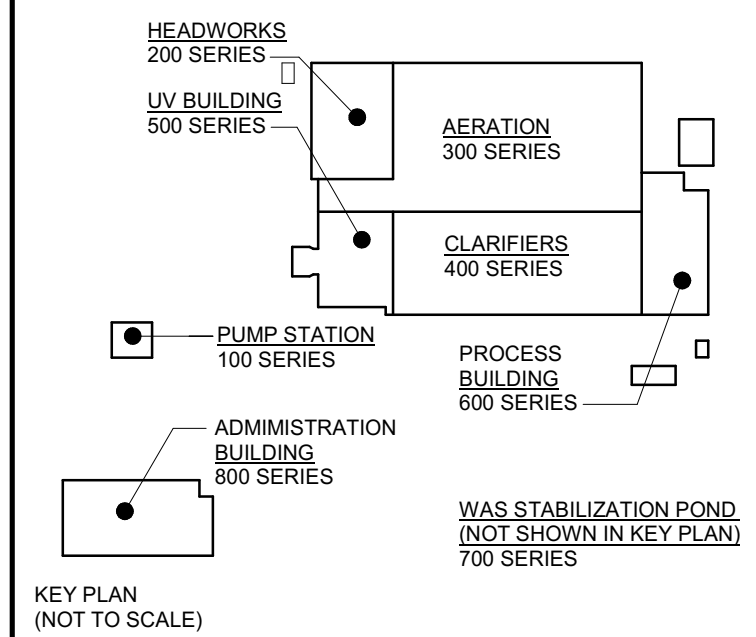 HEADWORKS
200 SERIES
UV BUILDING
500 SERIES
AERATION
300 SERIES
CLARIFIERS
400 SERIES
PUMP STATION
100 SERIES
PROCESS
BUILDING
600 SERIES
ADMIMISTRATION
BUILDING
800 SERIES
WAS STABILIZATION POND
(NOT SHOWN IN KEY PLAN)
700 SERIES
KEY PLAN
(NOT TO SCALE)